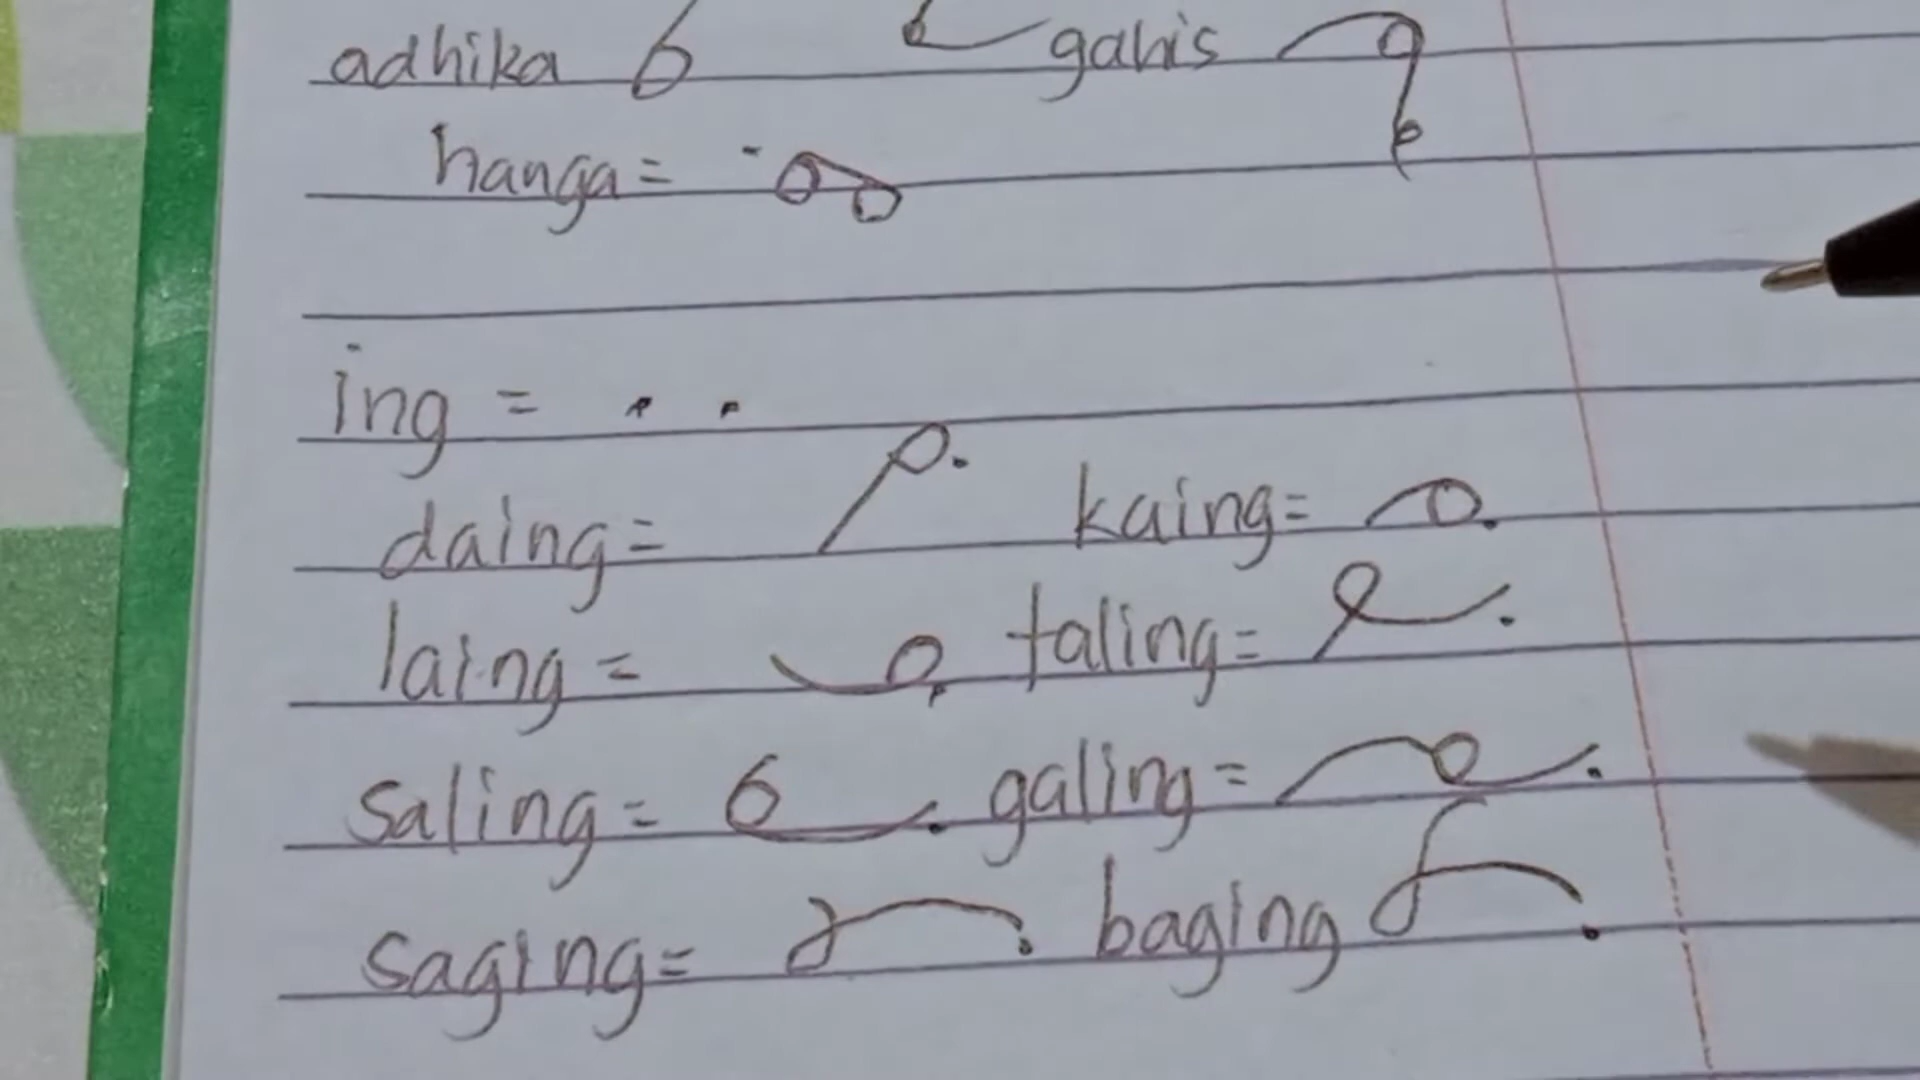 adhika gahis
hanga=
ing =
daing= kaing=
laing = taling=
saling= galing=
saging= baging